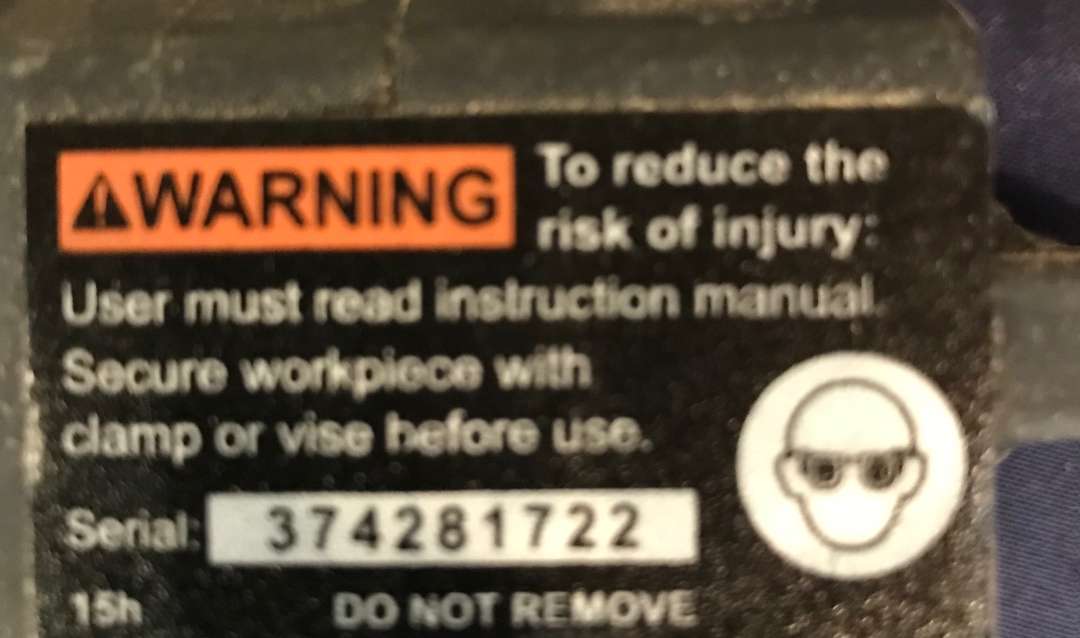 WARNING To reduce the
risk of injury:
User must read instruction manual.
Secure workpiece with
clamp or vise before use.
Serial: 374281722
15h DO NOT REMOVE